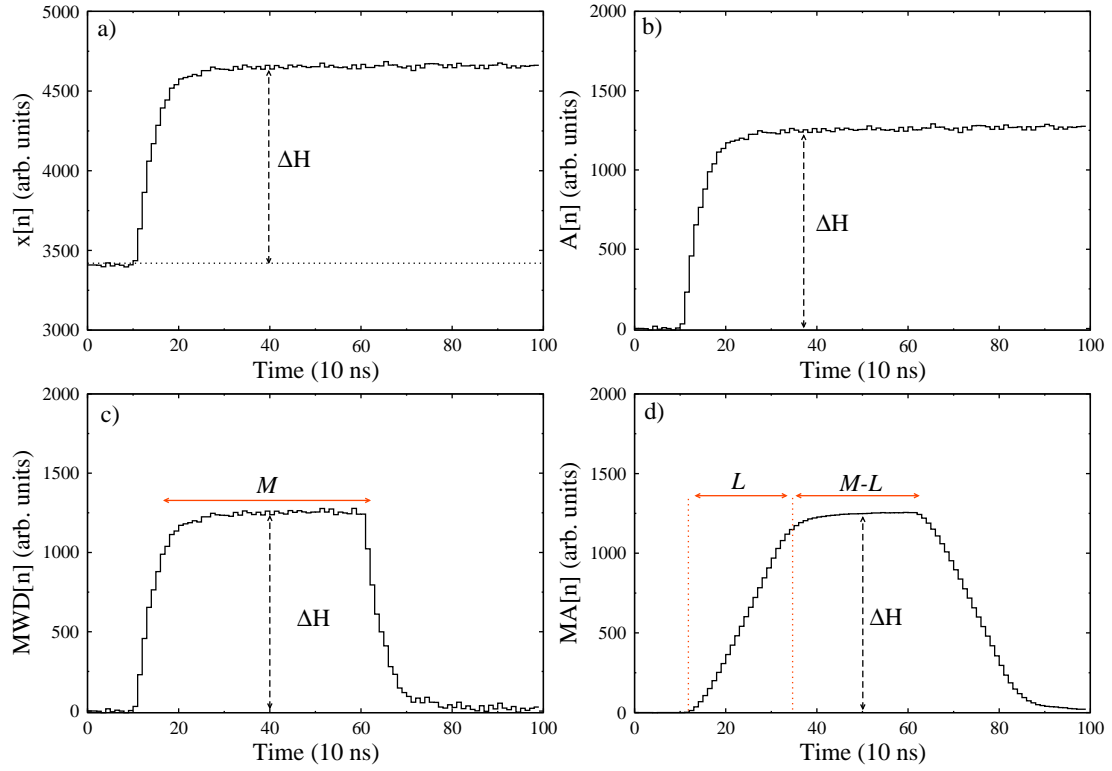 a)
x[n] (arb. units)
5000
4500
4000
3500
3000
ΔH
0 20 40 60 80 100
Time (10 ns)
b)
A[n] (arb. units)
2000
1500
1000
500
0
ΔH
0 20 40 60 80 100
Time (10 ns)
c)
MWD[n] (arb. units)
2000
1500
1000
500
0
M
ΔH
0 20 40 60 80 100
Time (10 ns)
d)
MA[n] (arb. units)
2000
1500
1000
500
0
L M-L
ΔH
0 20 40 60 80 100
Time (10 ns)